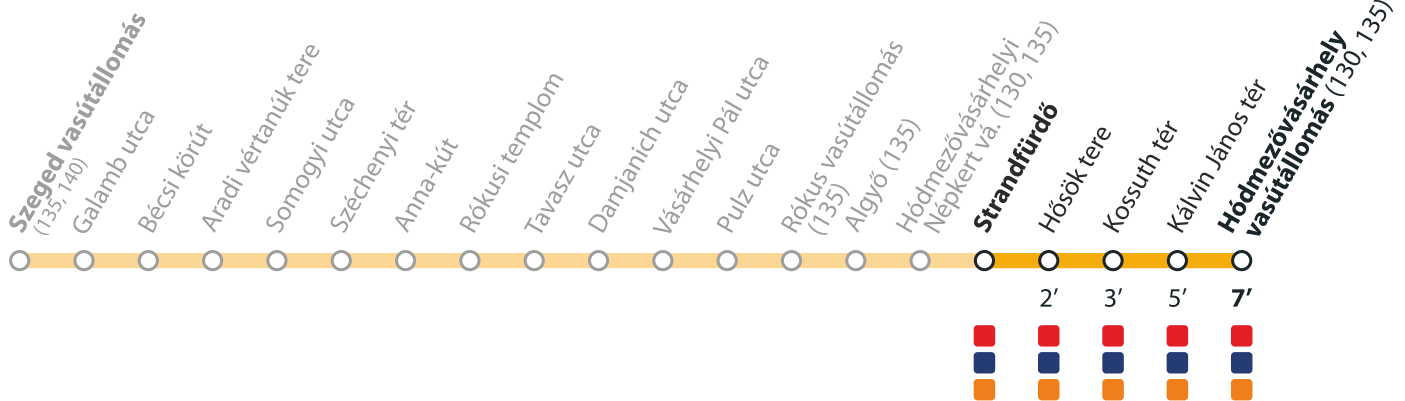 Szeged vasútállomás
(135, 140)
Galamb utca
Bécsi körút
Aradi vértanúk tere
Somogyi utca
Széchenyi tér
Anna-kút
Rókusi templom
Tavasz utca
Damjanich utca
Vásárhelyi Pál utca
Pulz utca
Rókus vasútállomás
(135)
Algyő (135)
Hódmezővásárhelyi
Népkert vá. (130, 135)
Strandfürdő
Hősök tere
Kossuth tér
Kálvin János tér
Hódmezővásárhely
vasútállomás (130, 135)
2’
3’
5’
7’